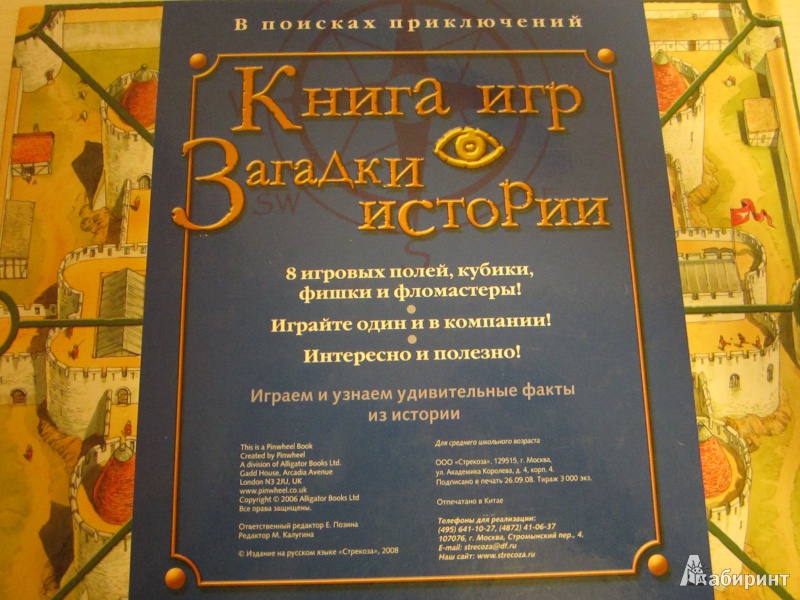 В поисках приключений
Книга игр
Загадки
истории
SW
8 игровых полей, кубики,
фишки и фломастеры!
Играйте один и в компании!
Интересно и полезно!
Играем и узнаем удивительные факты
из истории
This is a Pinwheel Book
Created by Pinwheel
A division of Alligator Books Ltd.
Gadd House, Arcadia Avenue
London N3 2JU, UK
www.pinwheel.co.uk
Copyright © 2006 Alligator Books Ltd
Все права защищены.
Ответственный редактор Е. Позина
Редактор М. Калугина
© Издание на русском языке «Стрекоза», 2008
Для среднего школьного возраста
ООО «Стрекоза». 129515, г. Москва,
ул. Академика Королева, д. 4, корп. 4.
Подписано в печать 26.09.08. Тираж 3 000 экз.
Отпечатано в Китае
Телефоны для реализации:
(495) 641-10-27, (4872) 41-06-37
107076, г. Москва, Стромынский пер., 4.
E-mail: strecoza@df.ru
Наш сайт: www.strecoza.ru
Лабиринт